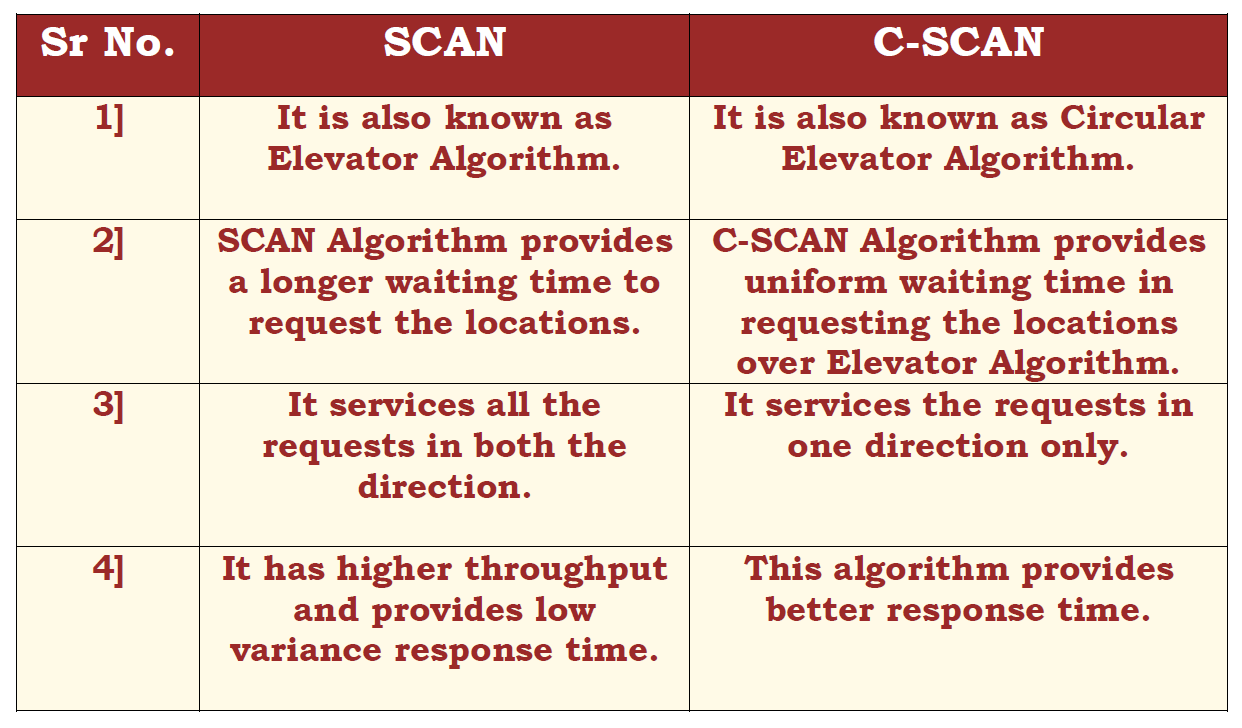 Sr No. SCAN C-SCAN
1] It is also known as It is also known as Circular
Elevator Algorithm. Elevator Algorithm.
2] SCAN Algorithm provides C-SCAN Algorithm provides
a longer waiting time to uniform waiting time in
request the locations. requesting the locations
over Elevator Algorithm.
3] It services all the It services the requests in
requests in both the one direction only.
direction.
4] It has higher throughput This algorithm provides
and provides low better response time.
variance response time.